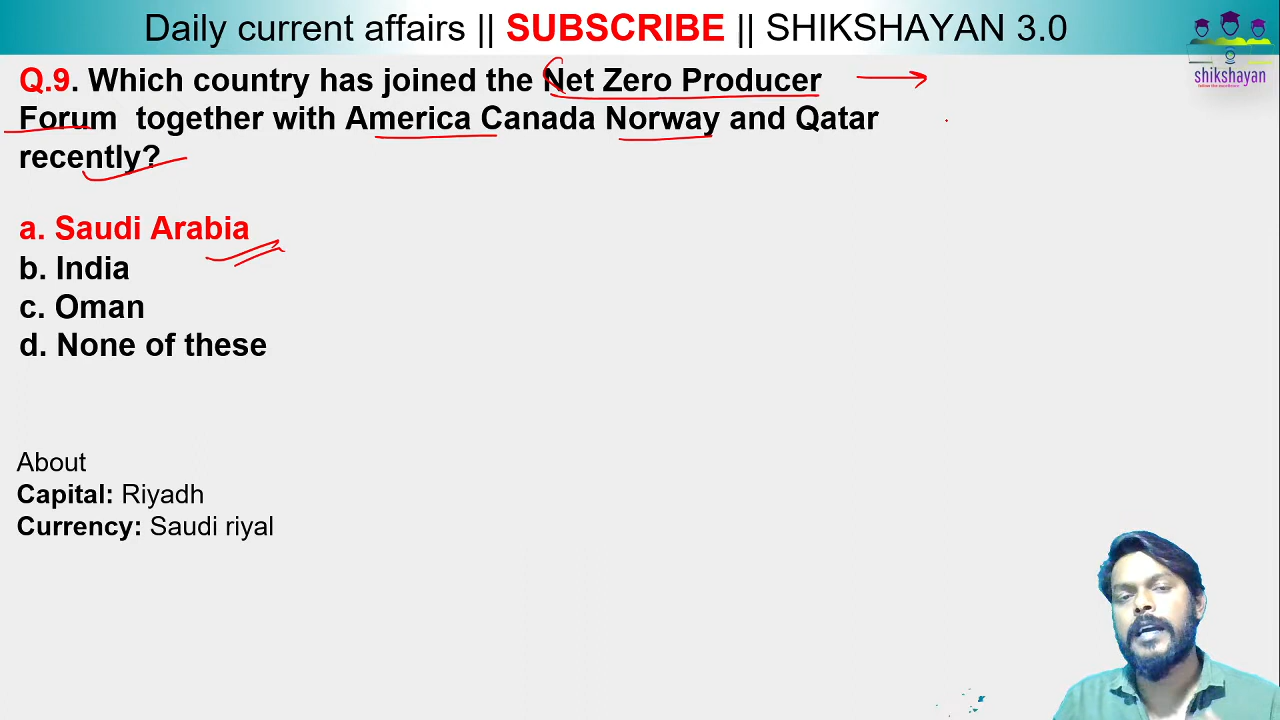 Daily current affairs || SUBSCRIBE || SHIKSHAYAN 3.0
shikshayan
Q.9. Which country has joined the Net Zero Producer
Forum together with America Canada Norway and Qatar
recently?
a. Saudi Arabia
b. India
c. Oman
d. None of these
About
Capital: Riyadh
Currency: Saudi riyal